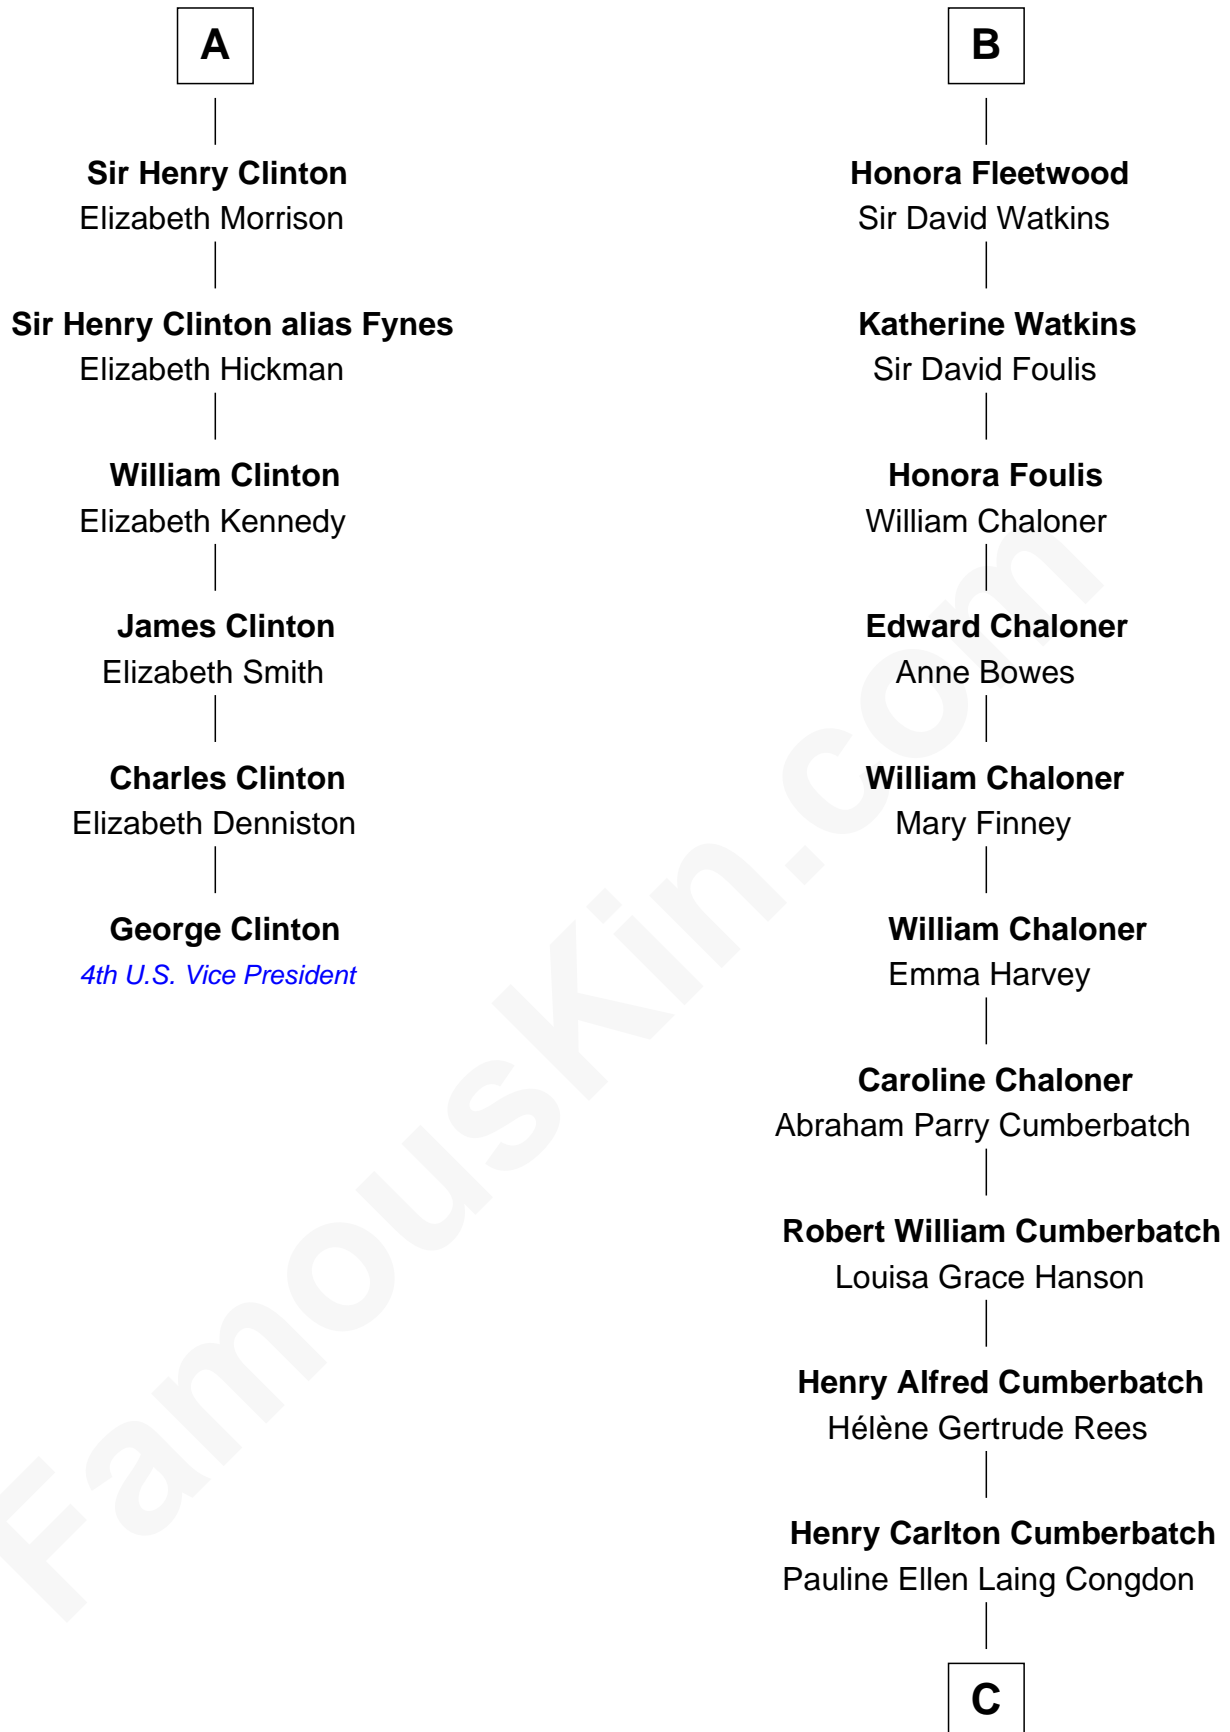 A
Sir Henry Clinton
Elizabeth Morrison
Sir Henry Clinton alias Fynes
Elizabeth Hickman
William Clinton
Elizabeth Kennedy
James Clinton
Elizabeth Smith
Charles Clinton
Elizabeth Denniston
George Clinton
4th U.S. Vice President
B
Honora Fleetwood
Sir David Watkins
Katherine Watkins
Sir David Foulis
Honora Foulis
William Chaloner
Edward Chaloner
Anne Bowes
William Chaloner
Mary Finney
William Chaloner
Emma Harvey
Caroline Chaloner
Abraham Parry Cumberbatch
Robert William Cumberbatch
Louisa Grace Hanson
Henry Alfred Cumberbatch
Hélène Gertrude Rees
Henry Carlton Cumberbatch
Pauline Ellen Laing Congdon
C
FamousKin.com